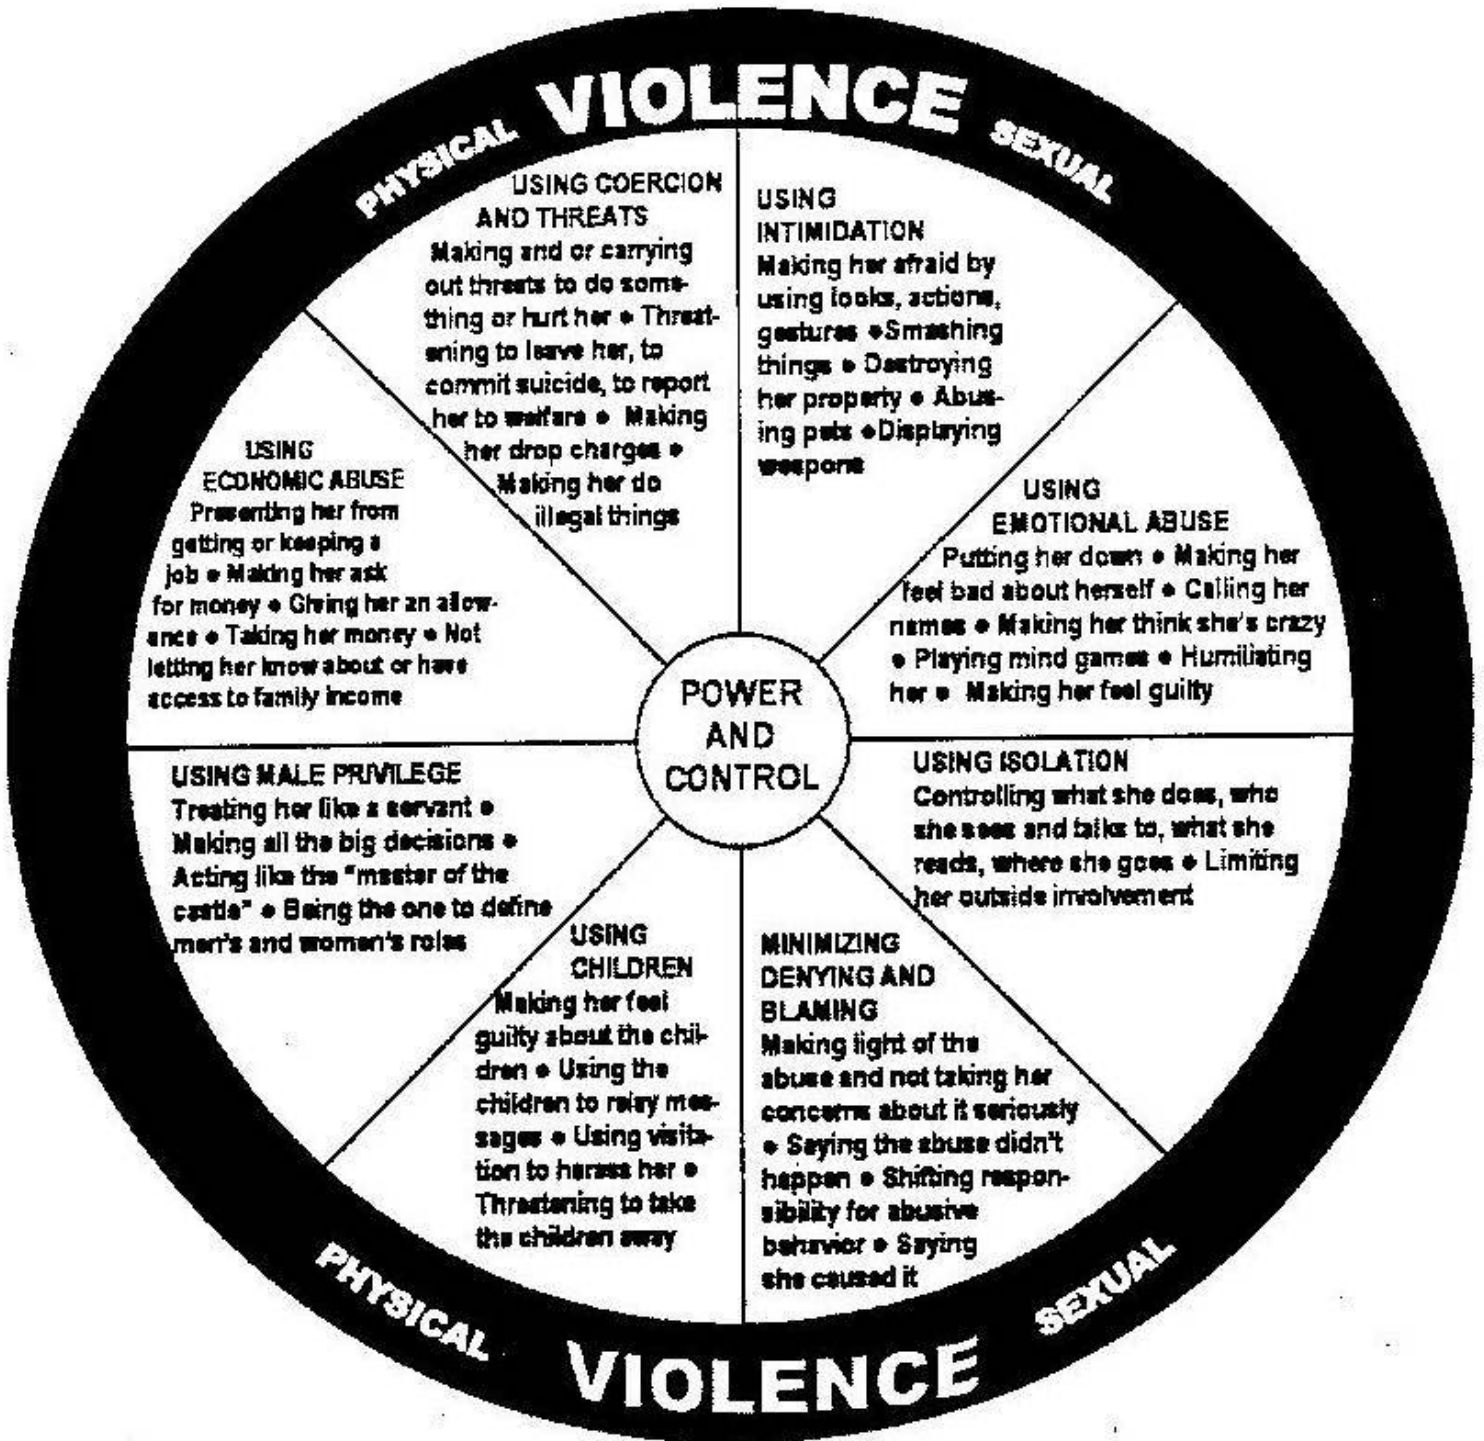 PHYSICAL VIOLENCE SEXUAL
USING COERCION
AND THREATS
Making and or carrying
out threats to do some-
thing or hurt her ● Threat-
ening to leave her, to
commit suicide, to report
her to welfare ● Making
her drop charges ●
Making her do
illegal things
USING
INTIMIDATION
Making her afraid by
using looks, actions,
gestures ●Smashing
things ● Destroying
her property ● Abus-
ing pets ●Displaying
weapons
USING
ECONOMIC ABUSE
Presenting her from
getting or keeping a
job ● Making her ask
for money ● Giving her an allow-
ance ● Taking her money ● Not
letting her know about or have
access to family income
USING
EMOTIONAL ABUSE
Putting her down ● Making her
feel bad about herself ● Calling her
names ● Making her think she's crazy
● Playing mind games ● Humiliating
her ● Making her feel guilty
POWER
AND
CONTROL
USING MALE PRIVILEGE
Treating her like a servant ●
Making all the big decisions ●
Acting like the "master of the
castle" ● Being the one to define
men's and women's roles
USING ISOLATION
Controlling what she does, who
she sees and talks to, what she
reads, where she goes ● Limiting
her outside involvement
USING
CHILDREN
Making her feel
guilty about the chil-
dren ● Using the
children to relay mes-
sages ● Using visita-
tion to harass her ●
Threatening to take
the children away
MINIMIZING
DENYING AND
BLAMING
Making light of the
abuse and not taking her
concerns about it seriously
● Saying the abuse didn't
happen ● Shifting respon-
sibility for abusive
behavior ● Saying
she caused it
PHYSICAL VIOLENCE SEXUAL